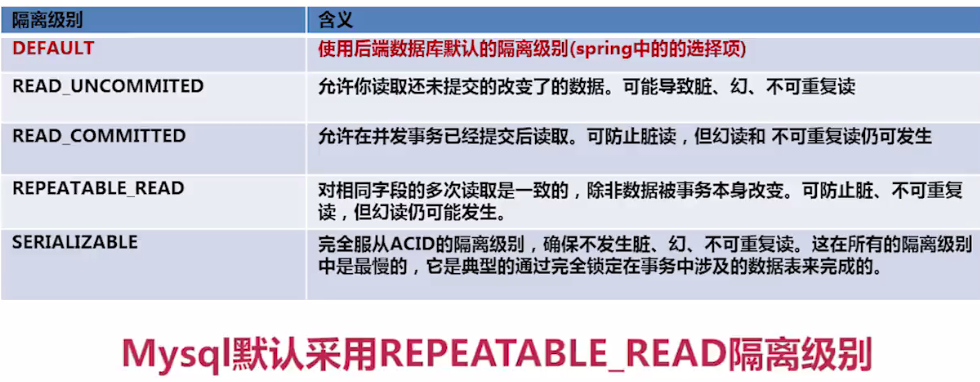 隔离级别 含义
DEFAULT 使用后端数据库默认的隔离级别(spring中的的选择项)
READ_UNCOMMITED 允许你读取还未提交的改变了的数据。可能导致脏、幻、不可重复读
READ_COMMITTED 允许在并发事务已经提交后读取。可防止脏读，但幻读和 不可重复读仍可发生
REPEATABLE_READ 对相同字段的多次读取是一致的，除非数据被事务本身改变。可防止脏、不可重复
读，但幻读仍可能发生。
SERIALIZABLE 完全服从ACID的隔离级别，确保不发生脏、幻、不可重复读。这在所有的隔离级别
中是最慢的，它是典型的通过完全锁定在事务中涉及的数据表来完成的。
Mysql默认采用REPEATABLE_READ隔离级别